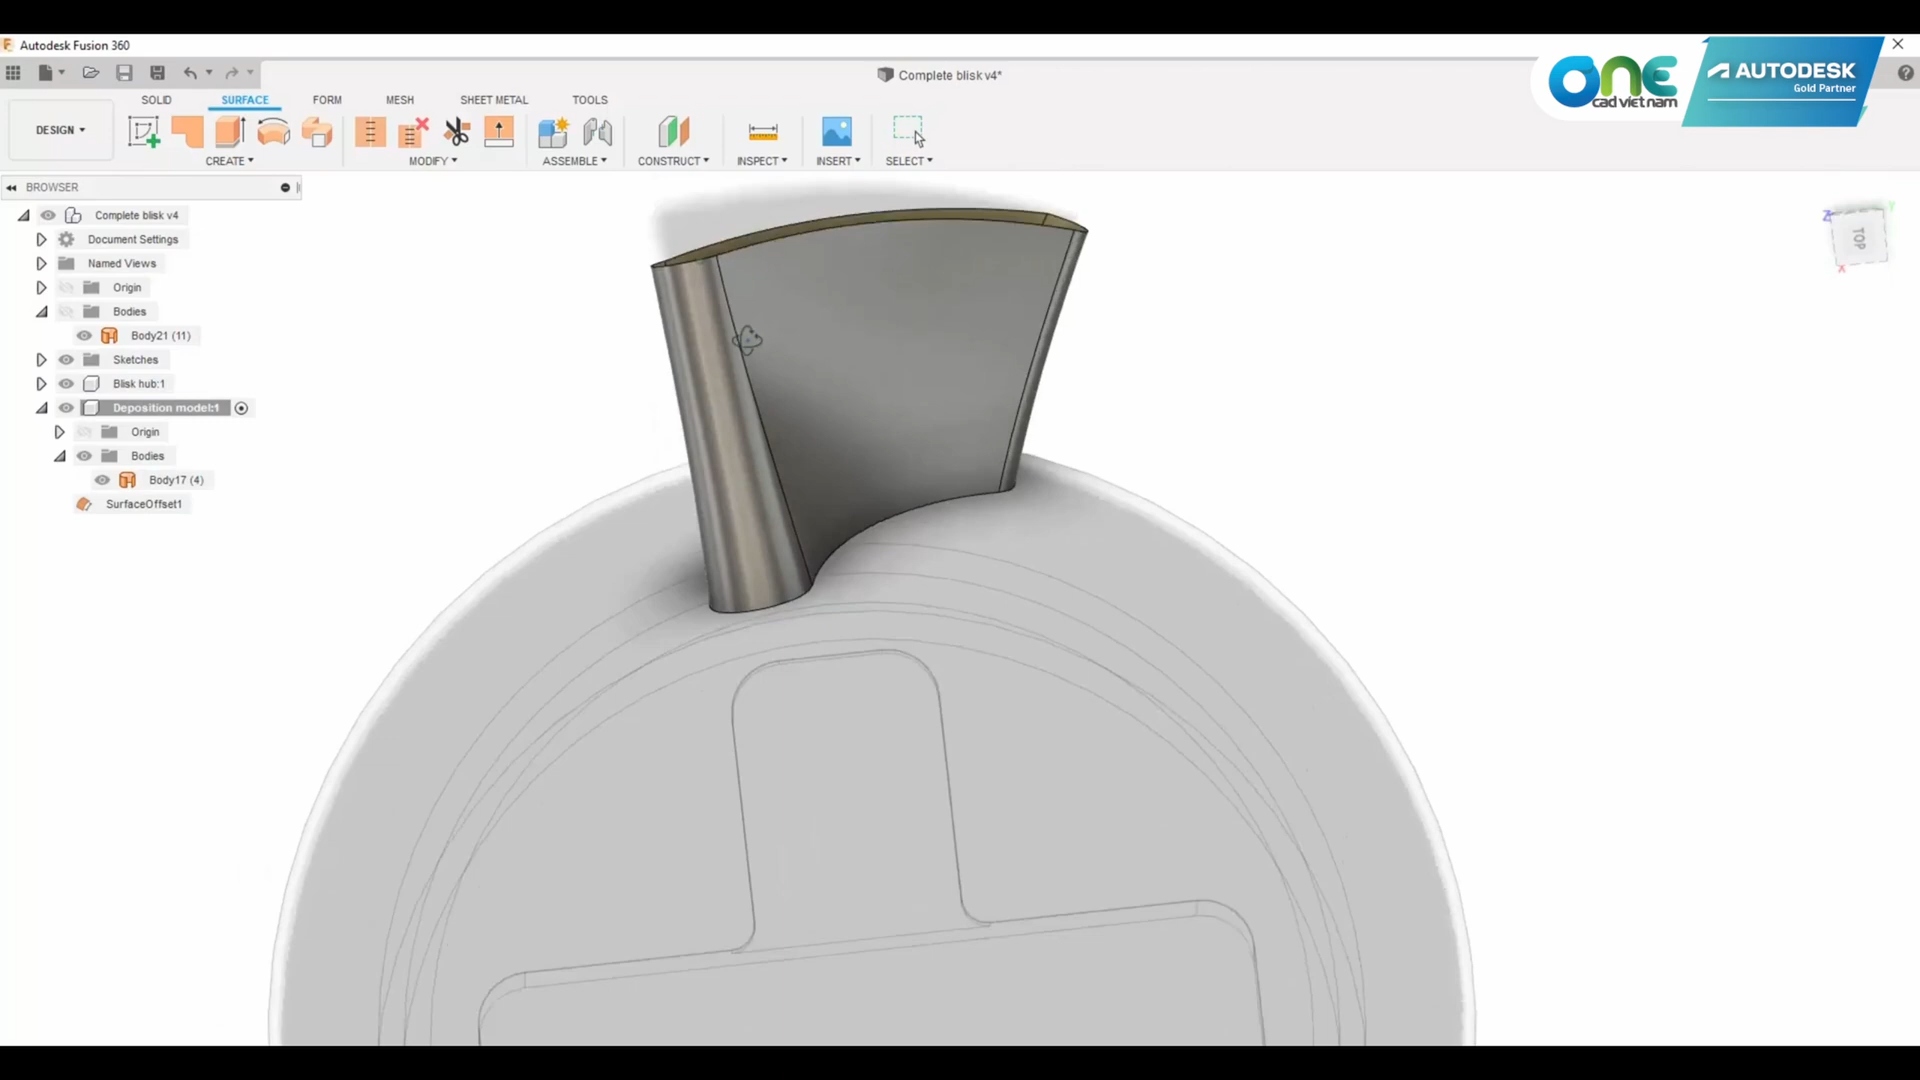 Autodesk Fusion 360
Complete blisk v4*
ONE
cad việt nam
AUTODESK
Gold Partner
SOLID SURFACE FORM MESH SHEET METAL TOOLS
DESIGN
CREATE MODIFY ASSEMBLE CONSTRUCT INSPECT INSERT SELECT
BROWSER
Complete blisk v4
Document Settings
Named Views
Origin
Bodies
Body21 (11)
Sketches
Blisk hub:1
Deposition model:1
Origin
Bodies
Body17 (4)
SurfaceOffset1
Z
Y
TOP
X